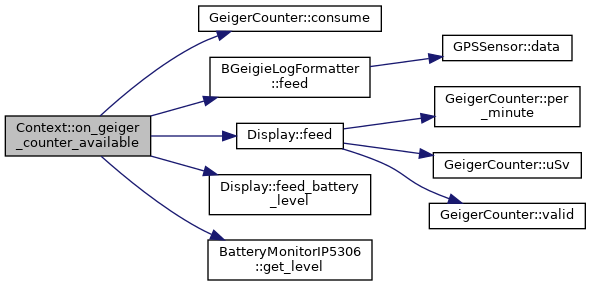 GeigerCounter::consume
BGeigieLogFormatter
::feed
GPSSensor::data
Context::on_geiger
_counter_available
Display::feed
GeigerCounter::per
_minute
GeigerCounter::uSv
GeigerCounter::valid
Display::feed_battery
_level
BatteryMonitorIP5306
::get_level